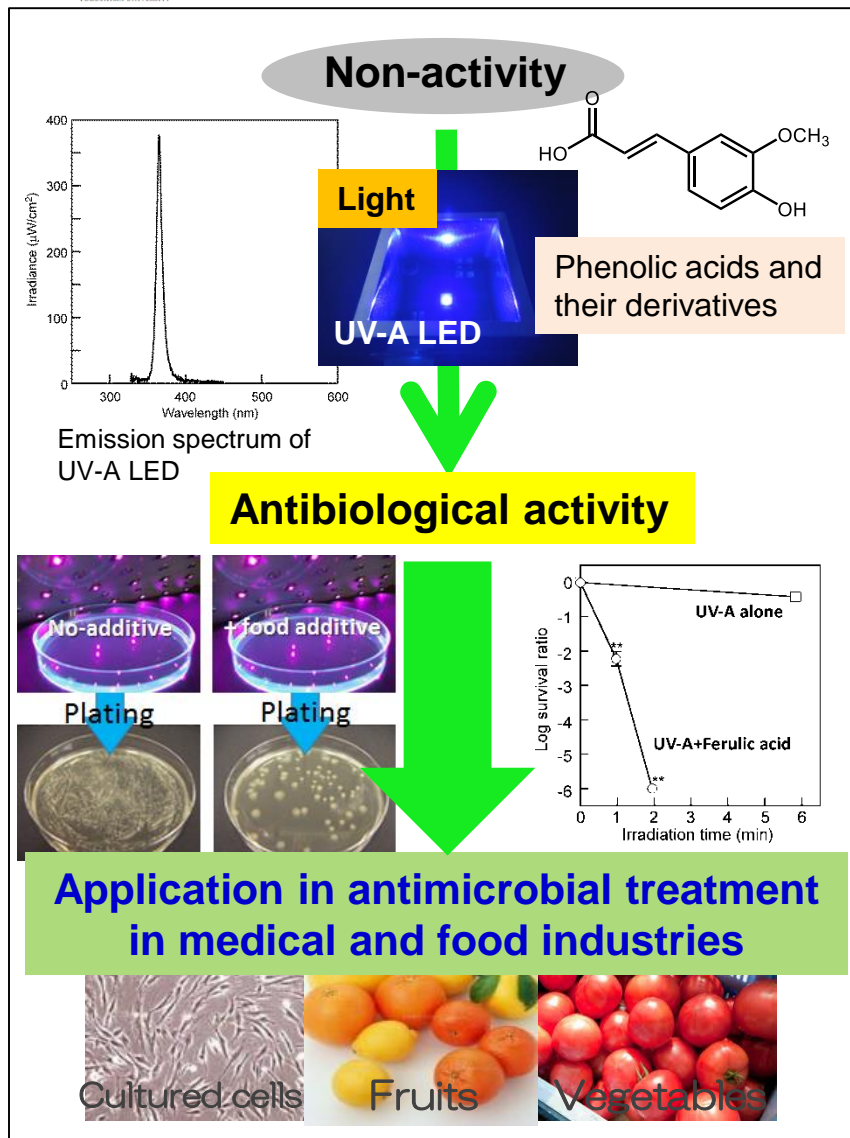 Non-activity
O
HO
OCH3
OH
400
300
200
100
0
Irradiance (µW/cm2)
300
400
500
600
Wavelength (nm)
Emission spectrum of
UV-A LED
Light
UV-A LED
Phenolic acids and
their derivatives
Antibiological activity
No-additive
+ food additive
Plating
Plating
0
-1
-2
-3
-4
-5
-6
Log survival ratio
UV-A alone
**
UV-A+Ferulic acid
**
0
1
2
3
4
5
6
Irradiation time (min)
Application in antimicrobial treatment
in medical and food industries
Cultured cells
Fruits
Vegetables